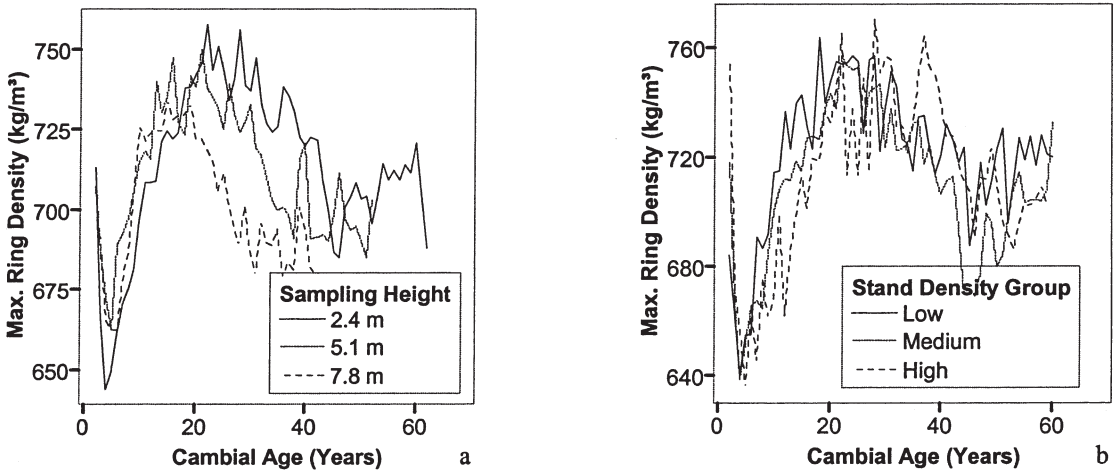 Max. Ring Density (kg/m³)
750
725
700
675
650
0
20
40
60
Cambial Age (Years)
a
Sampling Height
2.4 m
5.1 m
7.8 m
Max. Ring Density (kg/m³)
760
720
680
640
0
20
40
60
Cambial Age (Years)
b
Stand Density Group
Low
Medium
High